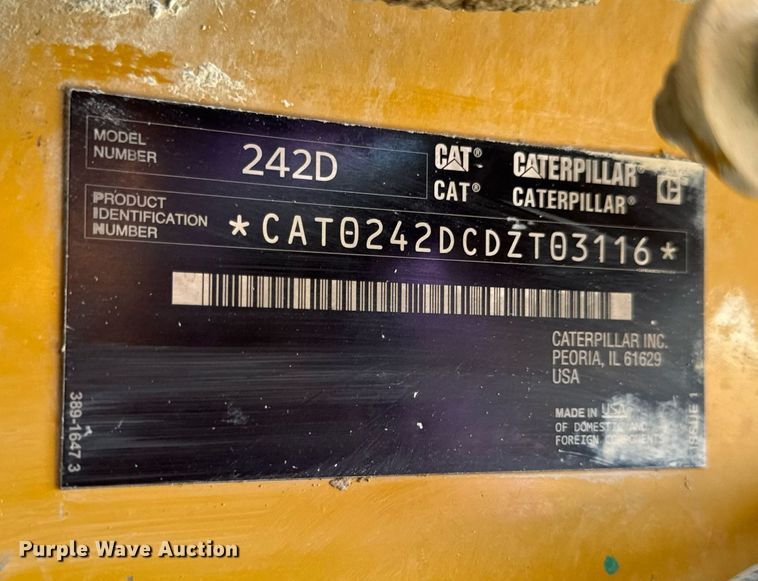 MODEL
NUMBER
242D
CAT® CATERPILLAR®
CAT® CATERPILLAR®
PRODUCT
IDENTIFICATION
NUMBER
*CAT0242DCDZT03116*
CATERPILLAR INC.
PEORIA, IL 61629
USA
MADE IN USA
OF DOMESTIC AND
FOREIGN COMPONENTS
389-1647 3
ISSUE 1
Purple Wave Auction